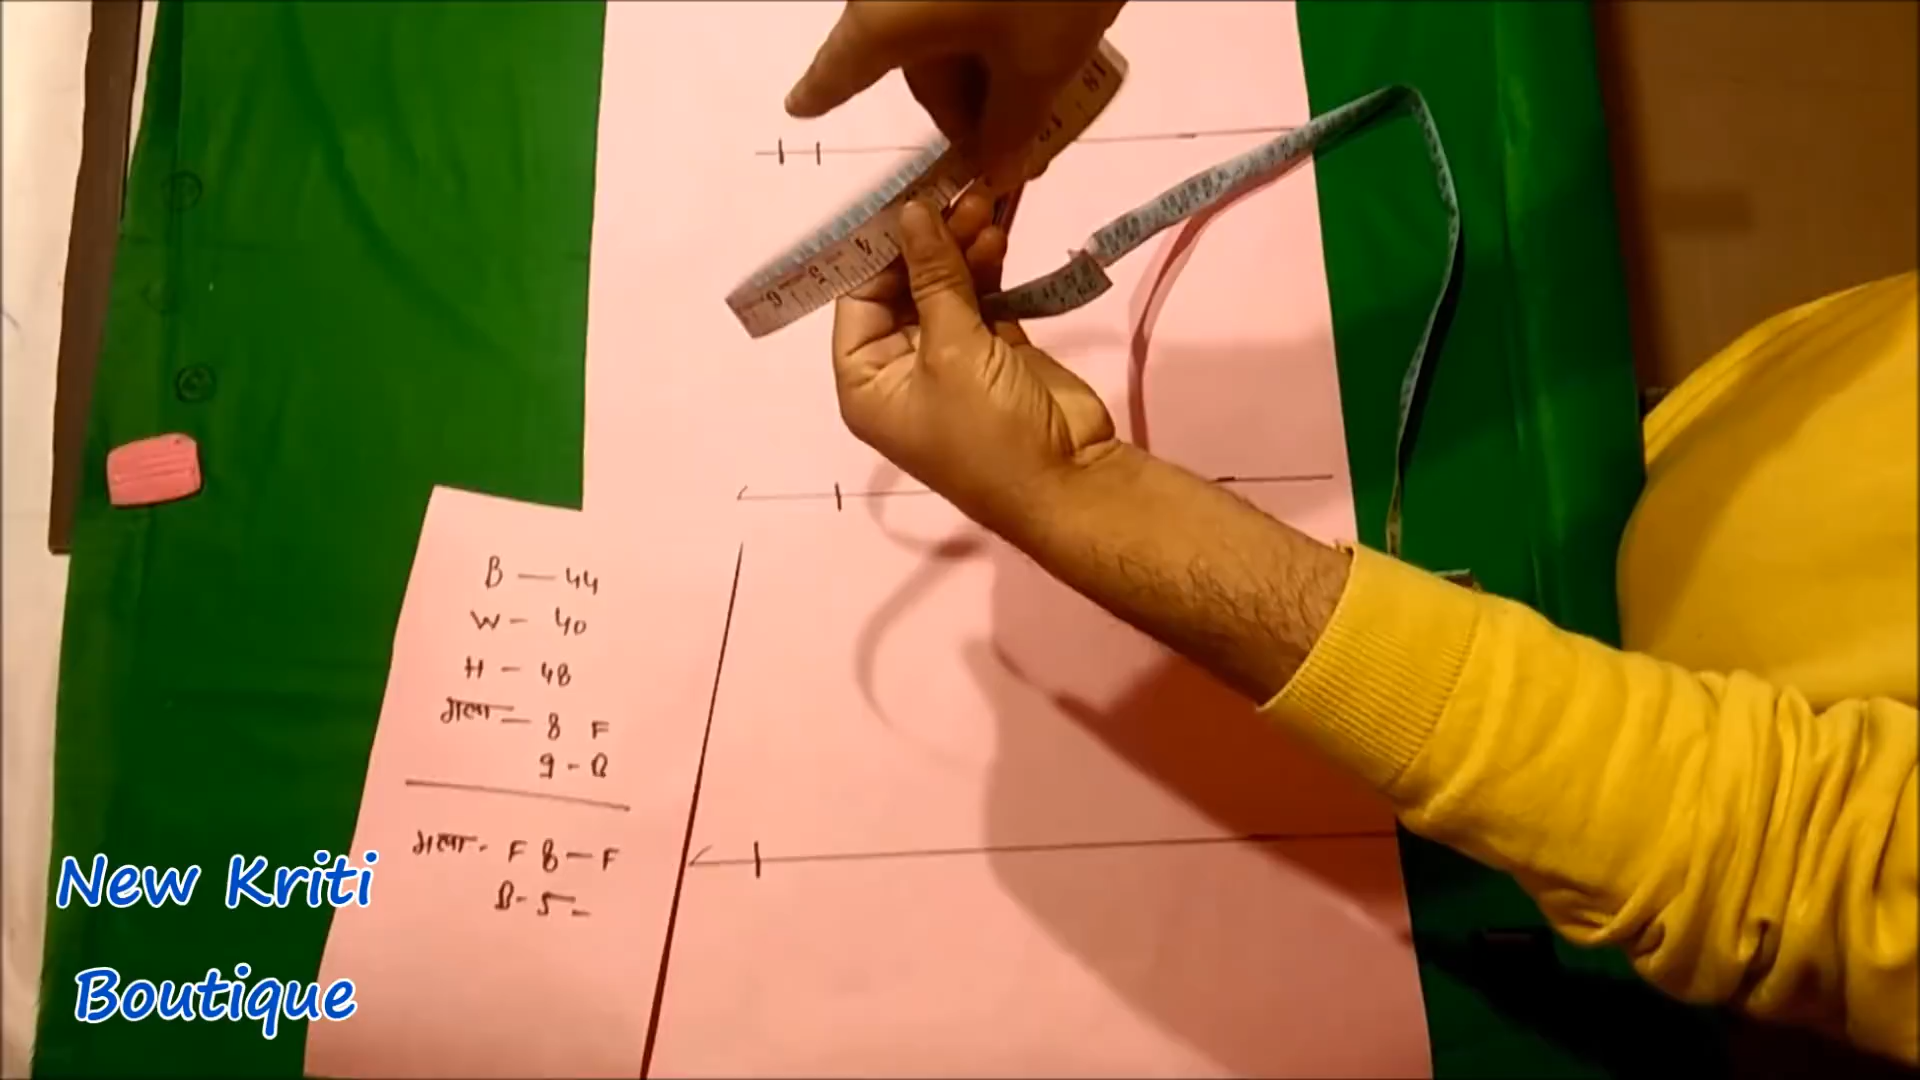 B — 44
W - 40
H - 48
गला — 8 F
9 - B
गला - F 8 — F
B - 5 -
New Kriti
Boutique